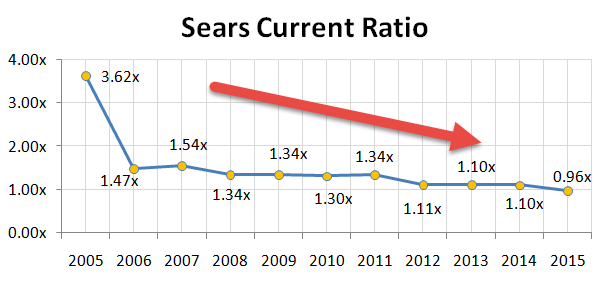 Sears Current Ratio
4.00x
3.00x
2.00x
1.00x
0.00x
3.62x
1.47x
1.54x
1.34x
1.34x
1.30x
1.34x
1.11x
1.10x
1.10x
0.96x
2005 2006 2007 2008 2009 2010 2011 2012 2013 2014 2015